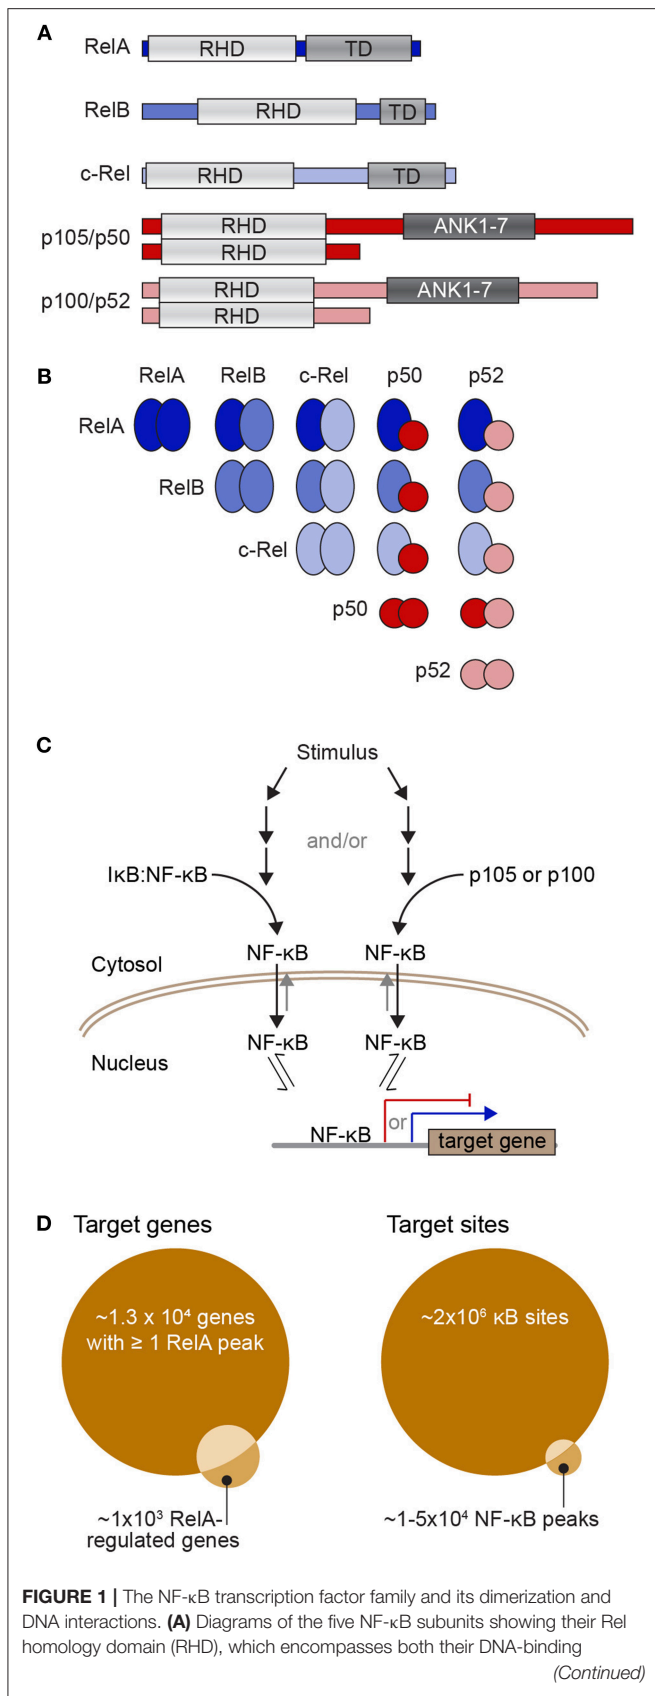 A
RelA
RHD
TD
RelB
RHD
TD
c-Rel
RHD
TD
p105/p50
RHD
ANK1-7
RHD
p100/p52
RHD
ANK1-7
RHD
B
RelA RelB c-Rel p50 p52
RelA
RelB
c-Rel
p50
p52
C
Stimulus
and/or
IκB:NF-κB
p105 or p100
NF-κB NF-κB
Cytosol
NF-κB NF-κB
Nucleus
NF-κB
or
target gene
D
Target genes
~1.3 x 10⁴ genes
with ≥ 1 RelA peak
~1x10³ RelA-
regulated genes
Target sites
~2x10⁶ κB sites
~1-5x10⁴ NF-κB peaks
FIGURE 1 | The NF-κB transcription factor family and its dimerization and
DNA interactions. (A) Diagrams of the five NF-κB subunits showing their Rel
homology domain (RHD), which encompasses both their DNA-binding
(Continued)